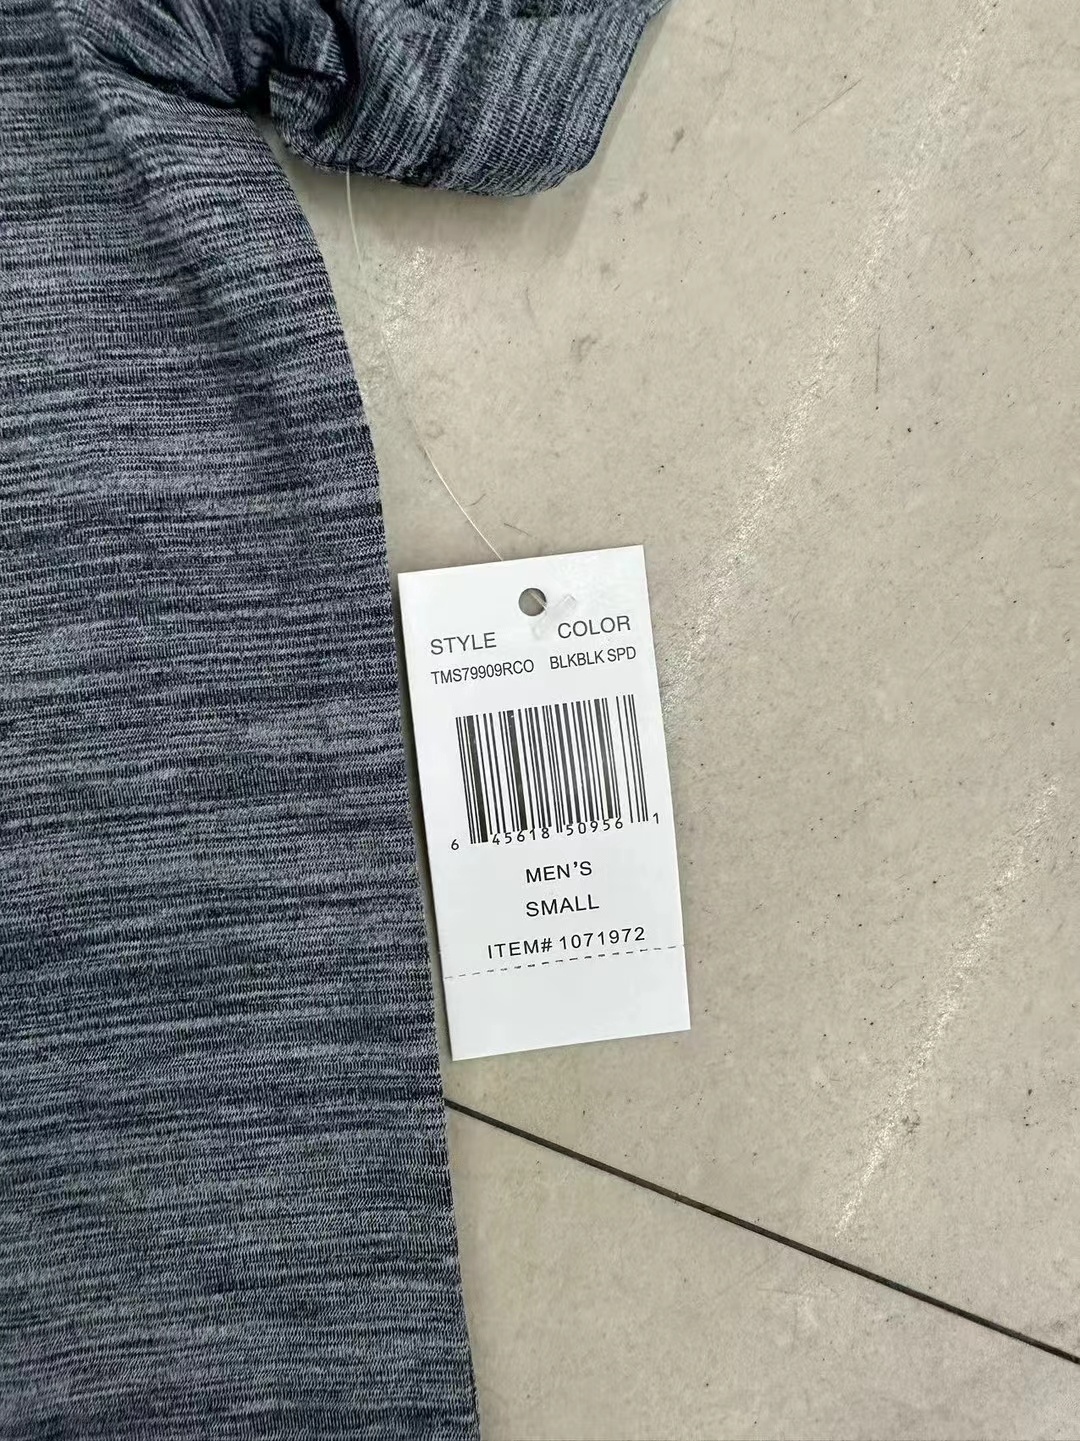 STYLE COLOR
TMS79909RCO BLKBLK SPD
6 45618 50956 1
MEN'S
SMALL
ITEM# 1071972